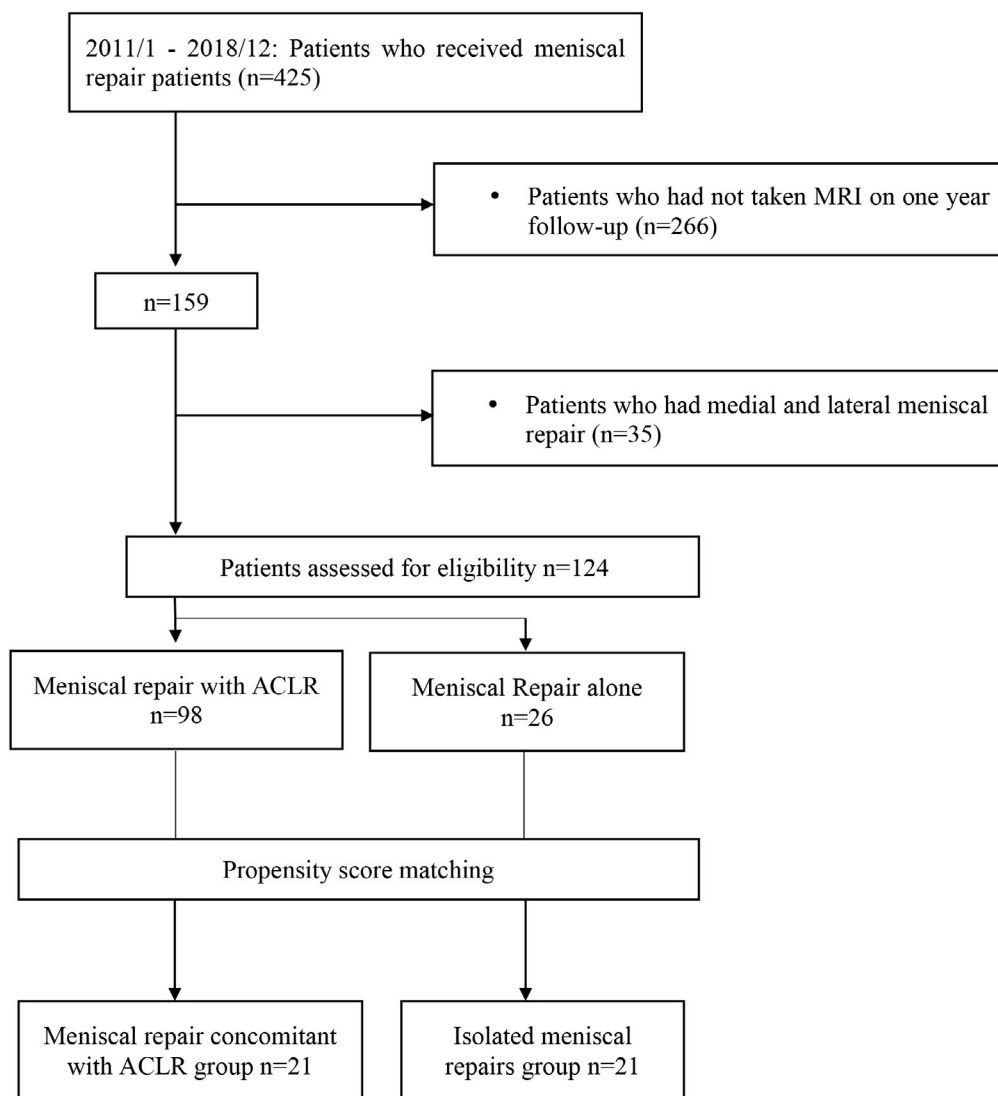 2011/1 - 2018/12: Patients who received meniscal
repair patients (n=425)
• Patients who had not taken MRI on one year
follow-up (n=266)
n=159
• Patients who had medial and lateral meniscal
repair (n=35)
Patients assessed for eligibility n=124
Meniscal repair with ACLR
n=98
Meniscal Repair alone
n=26
Propensity score matching
Meniscal repair concomitant
with ACLR group n=21
Isolated meniscal
repairs group n=21